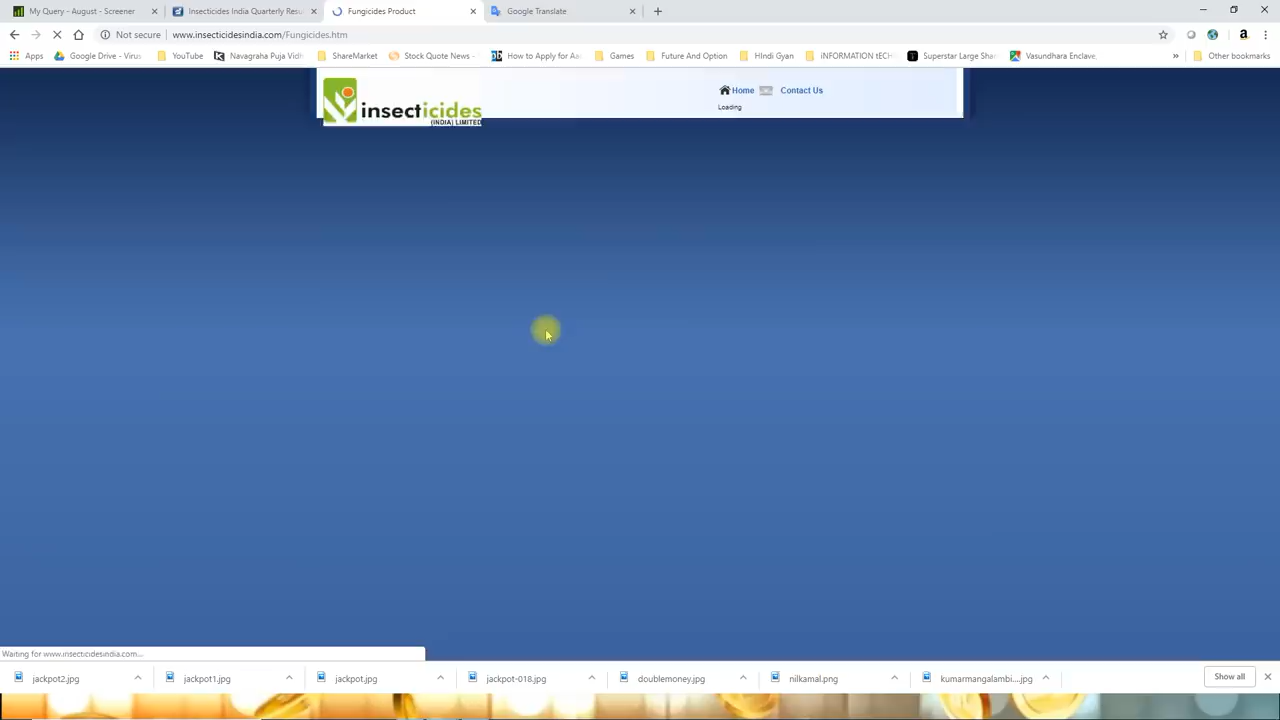 My Query - August - Screener
Insecticides India Quarterly Resu
Fungicides Product
Google Translate
Not secure
www.insecticidesindia.com/Fungicides.htm
Apps
Google Drive - Virus
YouTube
Navagraha Puja Vidh
ShareMarket
Stock Quote News -
How to Apply for Aa
Games
Future And Option
HIndi Gyan
iNFORMATION tECH
Superstar Large Sha
Vasundhara Enclave,
»
Other bookmarks
insecticides
(INDIA) LIMITED
Home
Contact Us
Loading
Waiting for www.insecticidesindia.com...
jackpot2.jpg
jackpot1.jpg
jackpot.jpg
jackpot-018.jpg
doublemoney.jpg
nilkamal.png
kumarmangalambi....jpg
Show all